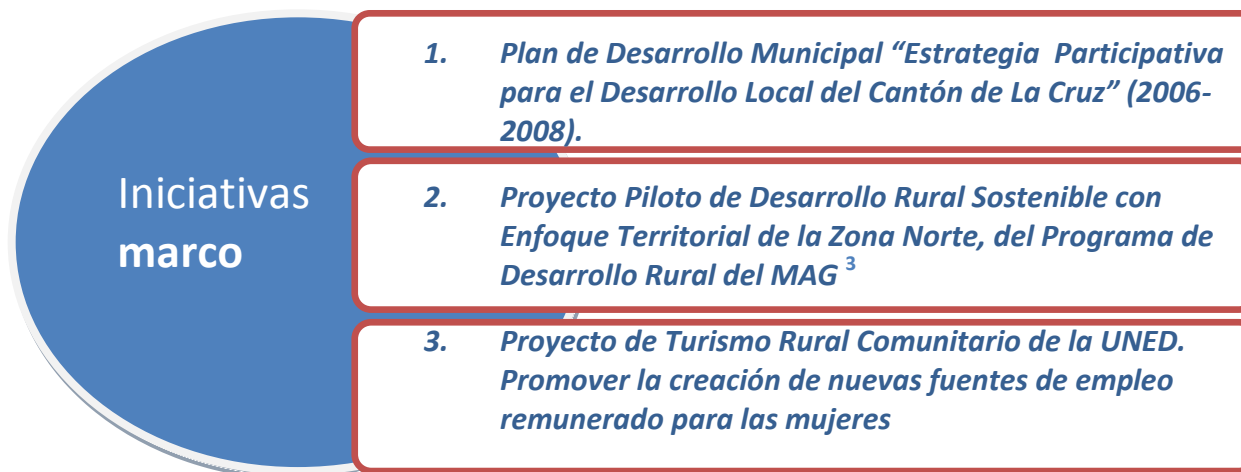 Iniciativas
marco
1. Plan de Desarrollo Municipal “Estrategia Participativa
para el Desarrollo Local del Cantón de La Cruz” (2006-
2008).
2. Proyecto Piloto de Desarrollo Rural Sostenible con
Enfoque Territorial de la Zona Norte, del Programa de
Desarrollo Rural del MAG ³
3. Proyecto de Turismo Rural Comunitario de la UNED.
Promover la creación de nuevas fuentes de empleo
remunerado para las mujeres